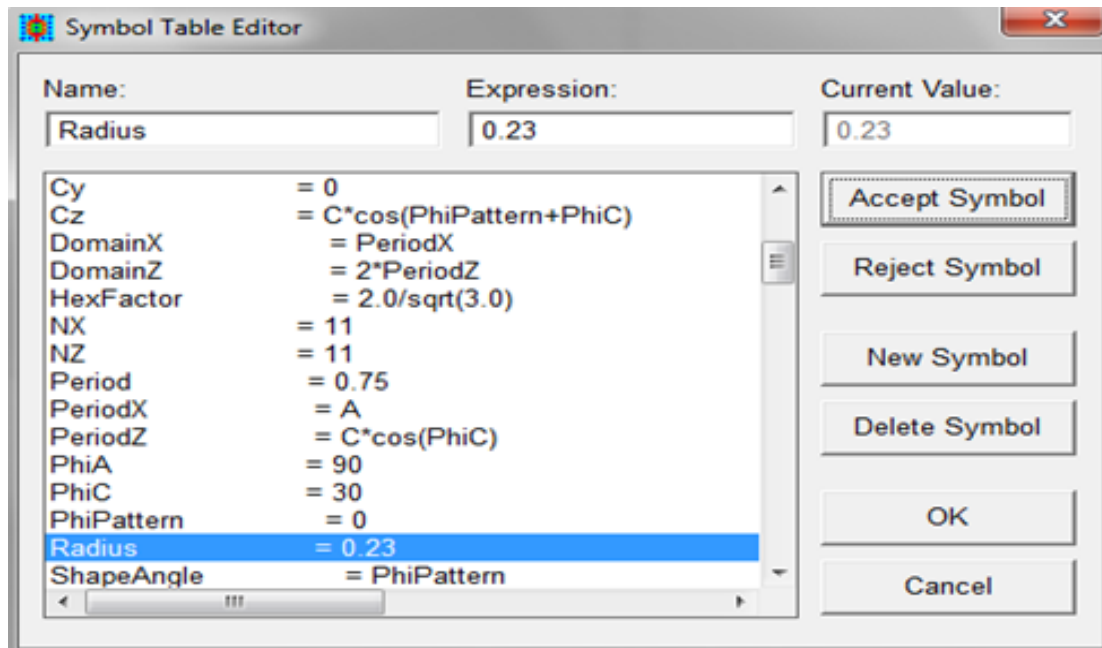 Symbol Table Editor
Name: Expression: Current Value:
Radius 0.23 0.23
Cy = 0
Cz = C*cos(PhiPattern+PhiC)
DomainX = PeriodX
DomainZ = 2*PeriodZ
HexFactor = 2.0/sqrt(3.0)
NX = 11
NZ = 11
Period = 0.75
PeriodX = A
PeriodZ = C*cos(PhiC)
PhiA = 90
PhiC = 30
PhiPattern = 0
Radius = 0.23
ShapeAngle = PhiPattern
Accept Symbol
Reject Symbol
New Symbol
Delete Symbol
OK
Cancel